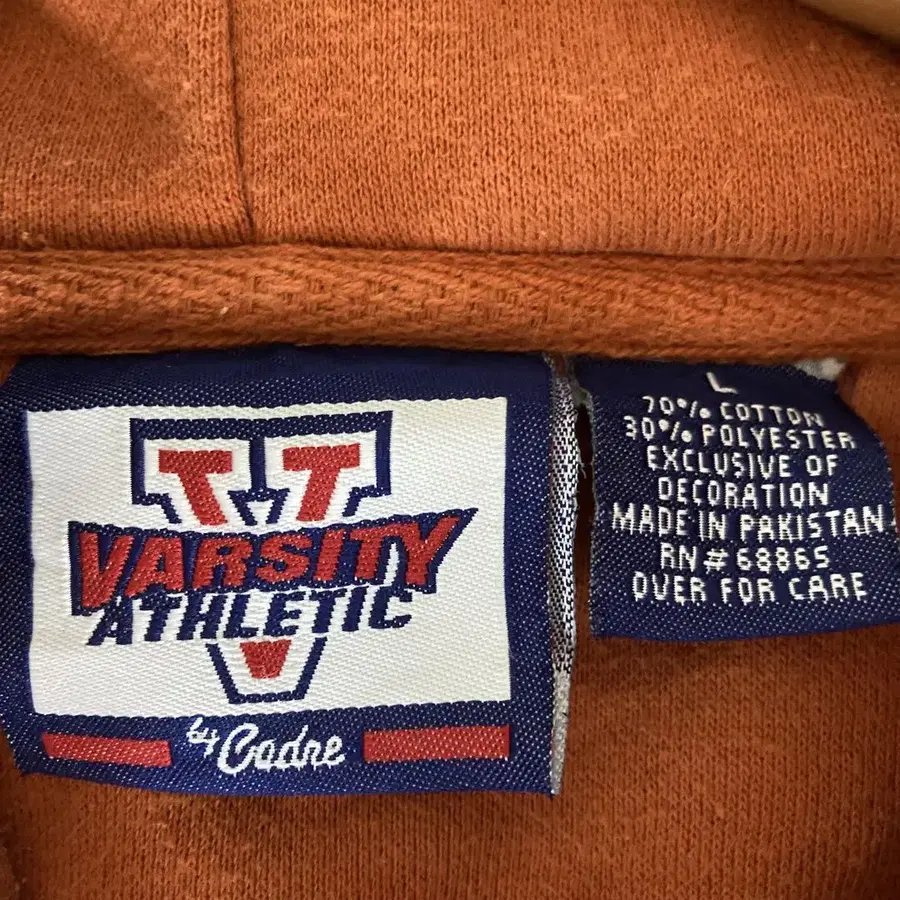 VARSITY
ATHLETIC
by Cadre
L
70% COTTON
30% POLYESTER
EXCLUSIVE OF
DECORATION
MADE IN PAKISTAN
RN # 68865
OVER FOR CARE